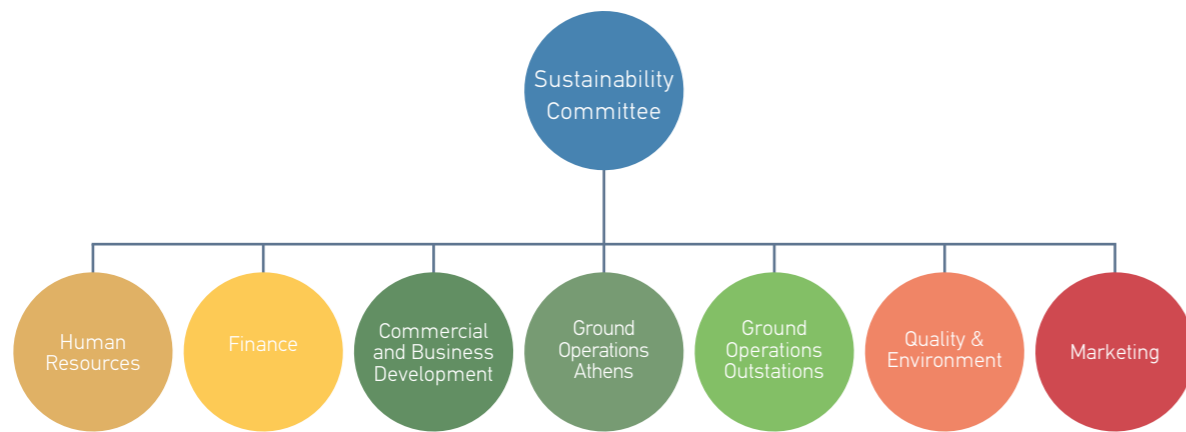 Sustainability
Committee
Human
Resources
Finance
Commercial
and Business
Development
Ground
Operations
Athens
Ground
Operations
Outstations
Quality &
Environment
Marketing